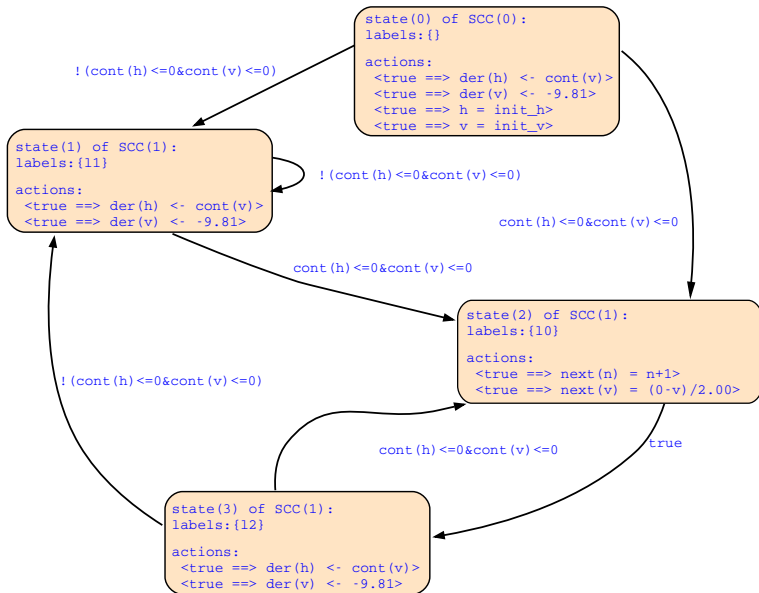 state(0) of SCC(0):
labels:{}
actions:
<true ==> der(h) <- cont(v)>
<true ==> der(v) <- -9.81>
<true ==> h = init_h>
<true ==> v = init_v>
!(cont(h)<=0&cont(v)<=0)
state(1) of SCC(1):
labels:{l1}
actions:
<true ==> der(h) <- cont(v)>
<true ==> der(v) <- -9.81>
!(cont(h)<=0&cont(v)<=0)
cont(h)<=0&cont(v)<=0
cont(h)<=0&cont(v)<=0
state(2) of SCC(1):
labels:{l0}
actions:
<true ==> next(n) = n+1>
<true ==> next(v) = (0-v)/2.00>
!(cont(h)<=0&cont(v)<=0)
cont(h)<=0&cont(v)<=0
true
state(3) of SCC(1):
labels:{l2}
actions:
<true ==> der(h) <- cont(v)>
<true ==> der(v) <- -9.81>